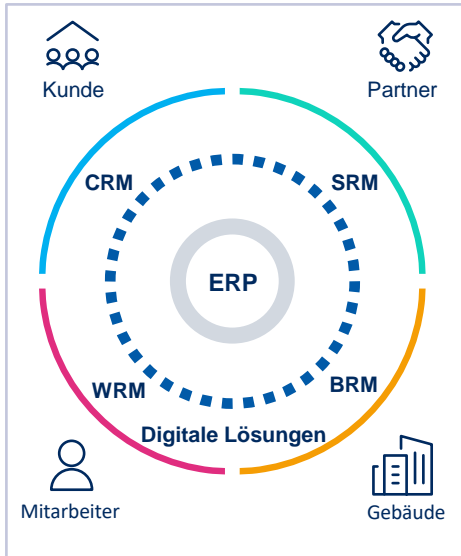 Kunde
Partner
CRM
SRM
ERP
WRM
BRM
Digitale Lösungen
Mitarbeiter
Gebäude